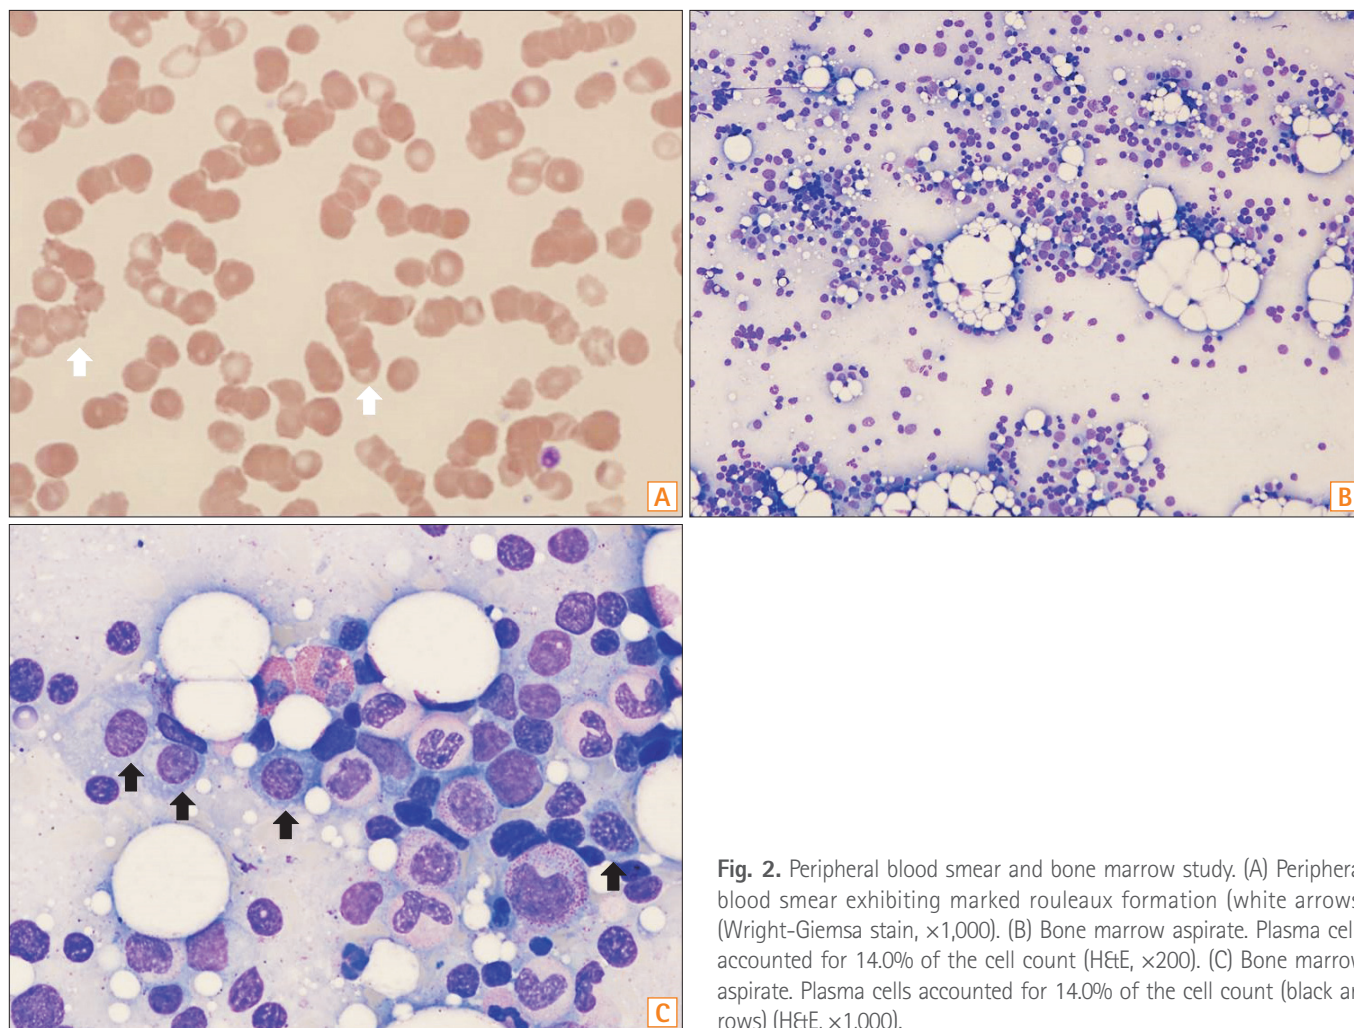 A
B
C
Fig. 2. Peripheral blood smear and bone marrow study. (A) Periphera
blood smear exhibiting marked rouleaux formation (white arrows
(Wright-Giemsa stain, ×1,000). (B) Bone marrow aspirate. Plasma cel
accounted for 14.0% of the cell count (H&E, ×200). (C) Bone marrow
aspirate. Plasma cells accounted for 14.0% of the cell count (black ar
rows) (H&E, ×1,000).